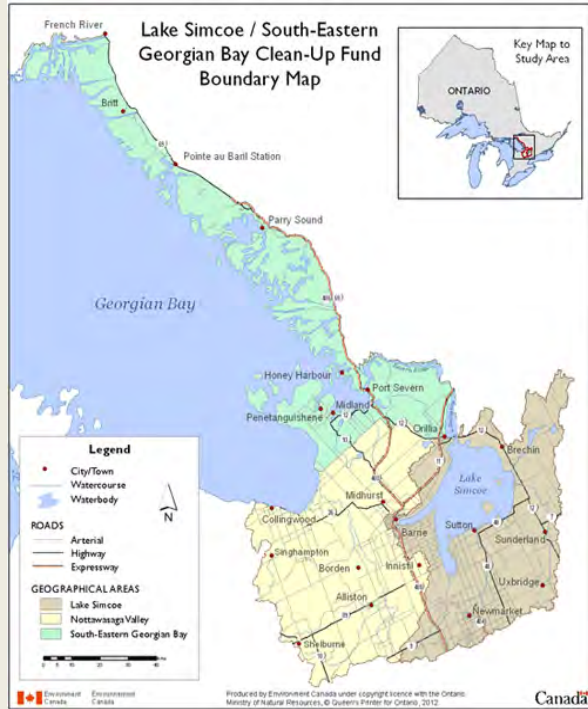 Lake Simcoe / South-Eastern
Georgian Bay Clean-Up Fund
Boundary Map
Key Map to
Study Area
ONTARIO
French River
Britt
Pointe au Baril Station
Parry Sound
Georgian Bay
Honey Harbour
Port Severn
Midland
Penetanguishene
Orillia
Brechin
Lake
Simcoe
Midhurst
Collingwood
Barrie
Sutton
Sunderland
Singhampton
Borden
Innisfil
Uxbridge
Alliston
Newmarket
Shelburne
Legend
City/Town
Watercourse
Waterbody
N
ROADS
Arterial
Highway
Expressway
GEOGRAPHICAL AREAS
Lake Simcoe
Nottawasaga Valley
South-Eastern Georgian Bay
Environment
Canada
Environnement
Canada
Produced by Environment Canada under copyright licence with the Ontario
Ministry of Natural Resources, © Queen's Printer for Ontario, 2012.
Canada